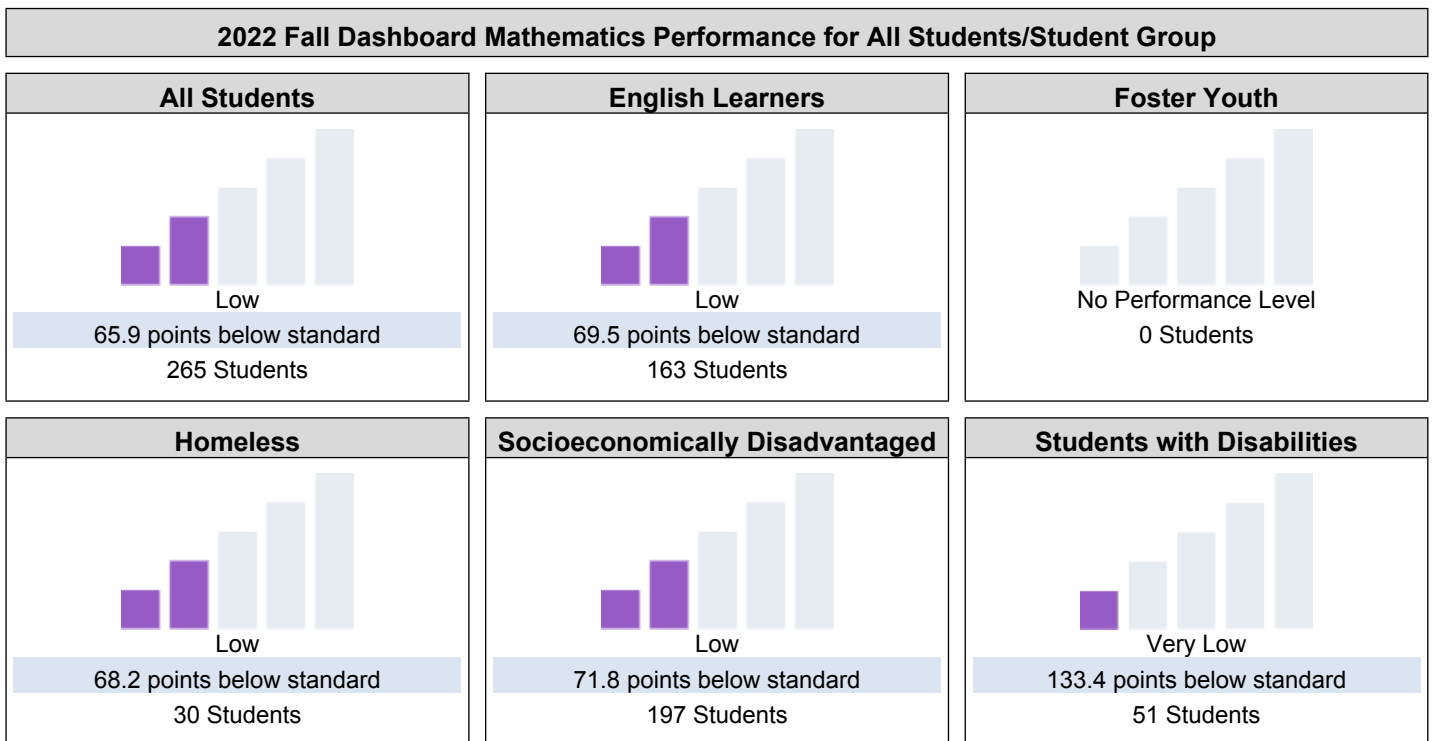 2022 Fall Dashboard Mathematics Performance for All Students/Student Group
All Students
Low
65.9 points below standard
265 Students
English Learners
Low
69.5 points below standard
163 Students
Foster Youth
No Performance Level
0 Students
Homeless
Low
68.2 points below standard
30 Students
Socioeconomically Disadvantaged
Low
71.8 points below standard
197 Students
Students with Disabilities
Very Low
133.4 points below standard
51 Students